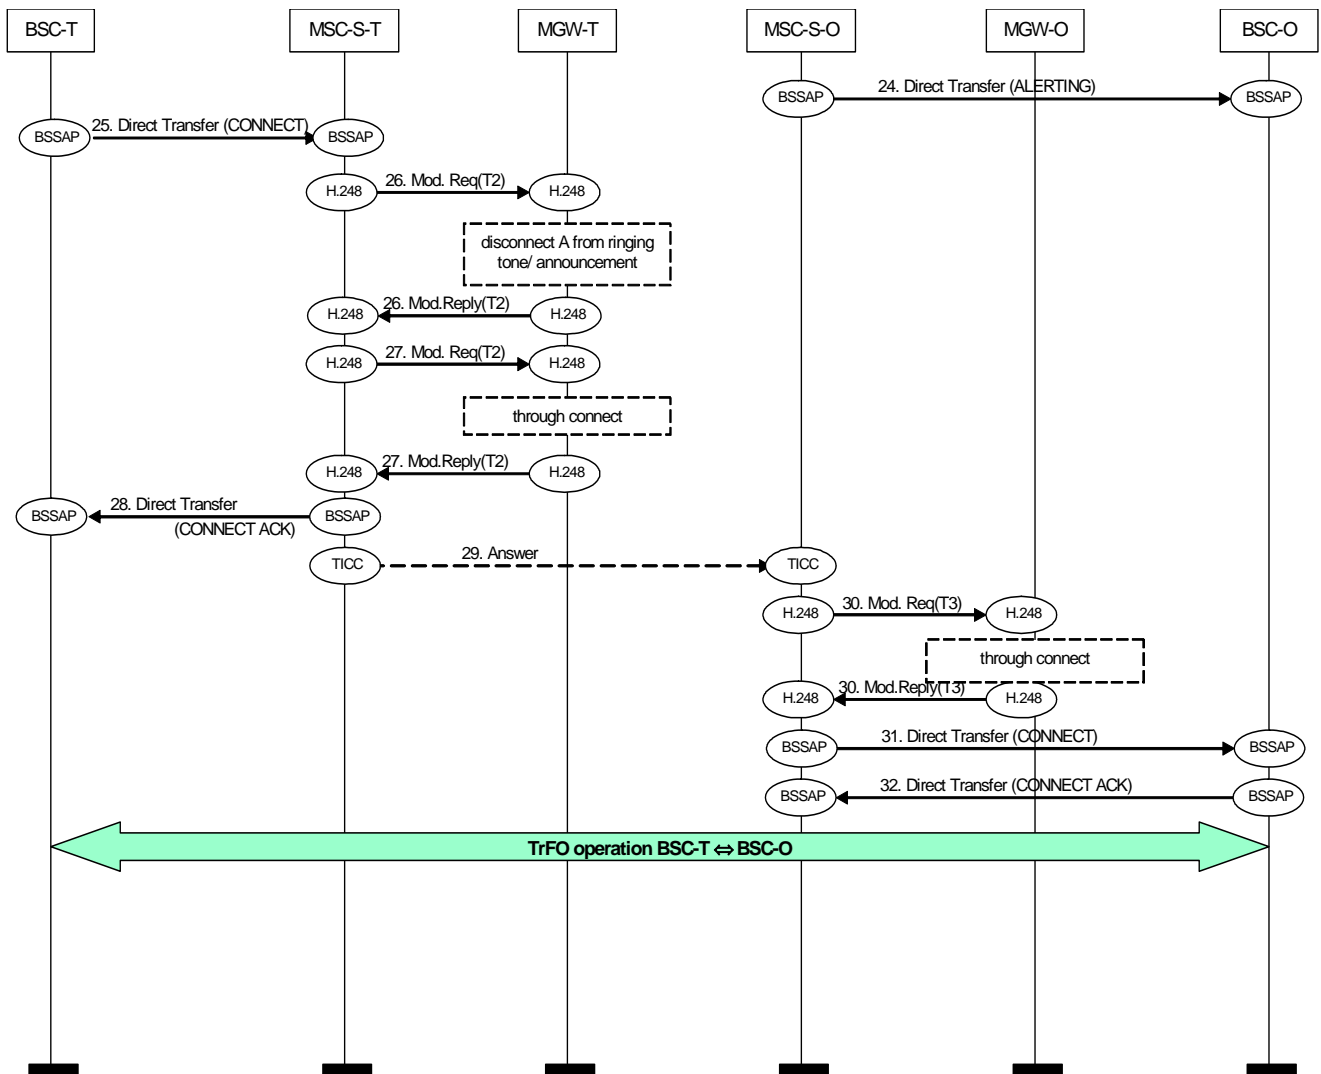 BSC-T MSC-S-T MGW-T MSC-S-O MGW-O BSC-O
24. Direct Transfer (ALERTING)
BSSAP BSSAP
25. Direct Transfer (CONNECT)
BSSAP BSSAP
26. Mod. Req(T2)
H.248 H.248
disconnect A from ringing
tone/ announcement
26. Mod.Reply(T2)
H.248 H.248
27. Mod. Req(T2)
H.248 H.248
through connect
27. Mod.Reply(T2)
H.248 H.248
28. Direct Transfer
BSSAP BSSAP
(CONNECT ACK)
29. Answer
TICC TICC
30. Mod. Req(T3)
H.248 H.248
through connect
30. Mod.Reply(T3)
H.248 H.248
31. Direct Transfer (CONNECT)
BSSAP BSSAP
32. Direct Transfer (CONNECT ACK)
BSSAP BSSAP
TrFO operation BSC-T ⇔ BSC-O